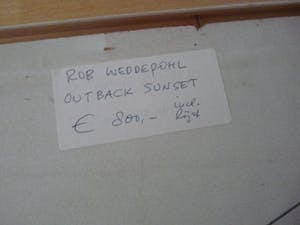 ROB WEDDEPOHL
OUTBACK SUNSET
€ 800,- incl.
lijst